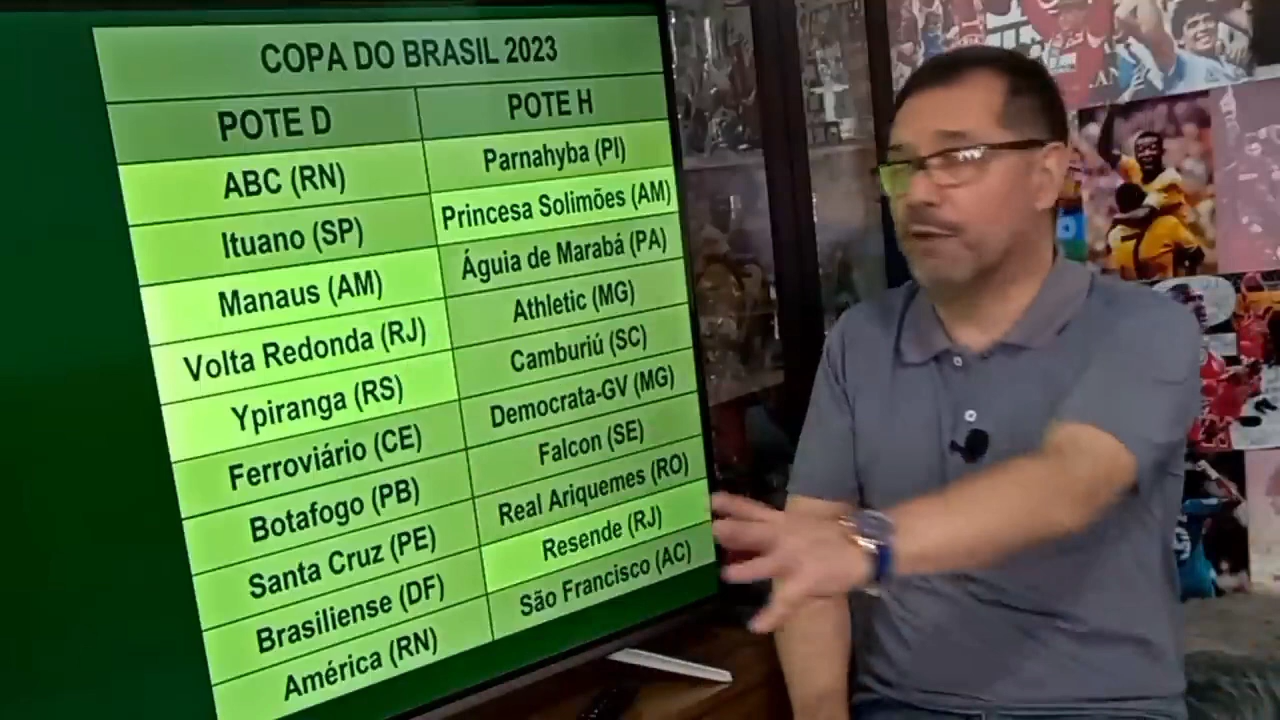 COPA DO BRASIL 2023
POTE D POTE H
ABC (RN) Parnahyba (PI)
Ituano (SP) Princesa Solimões (AM)
Manaus (AM) Águia de Marabá (PA)
Volta Redonda (RJ) Athletic (MG)
Ypiranga (RS) Camburiú (SC)
Ferroviário (CE) Democrata-GV (MG)
Botafogo (PB) Falcon (SE)
Santa Cruz (PE) Real Ariquemes (RO)
Brasiliense (DF) Resende (RJ)
América (RN) São Francisco (AC)